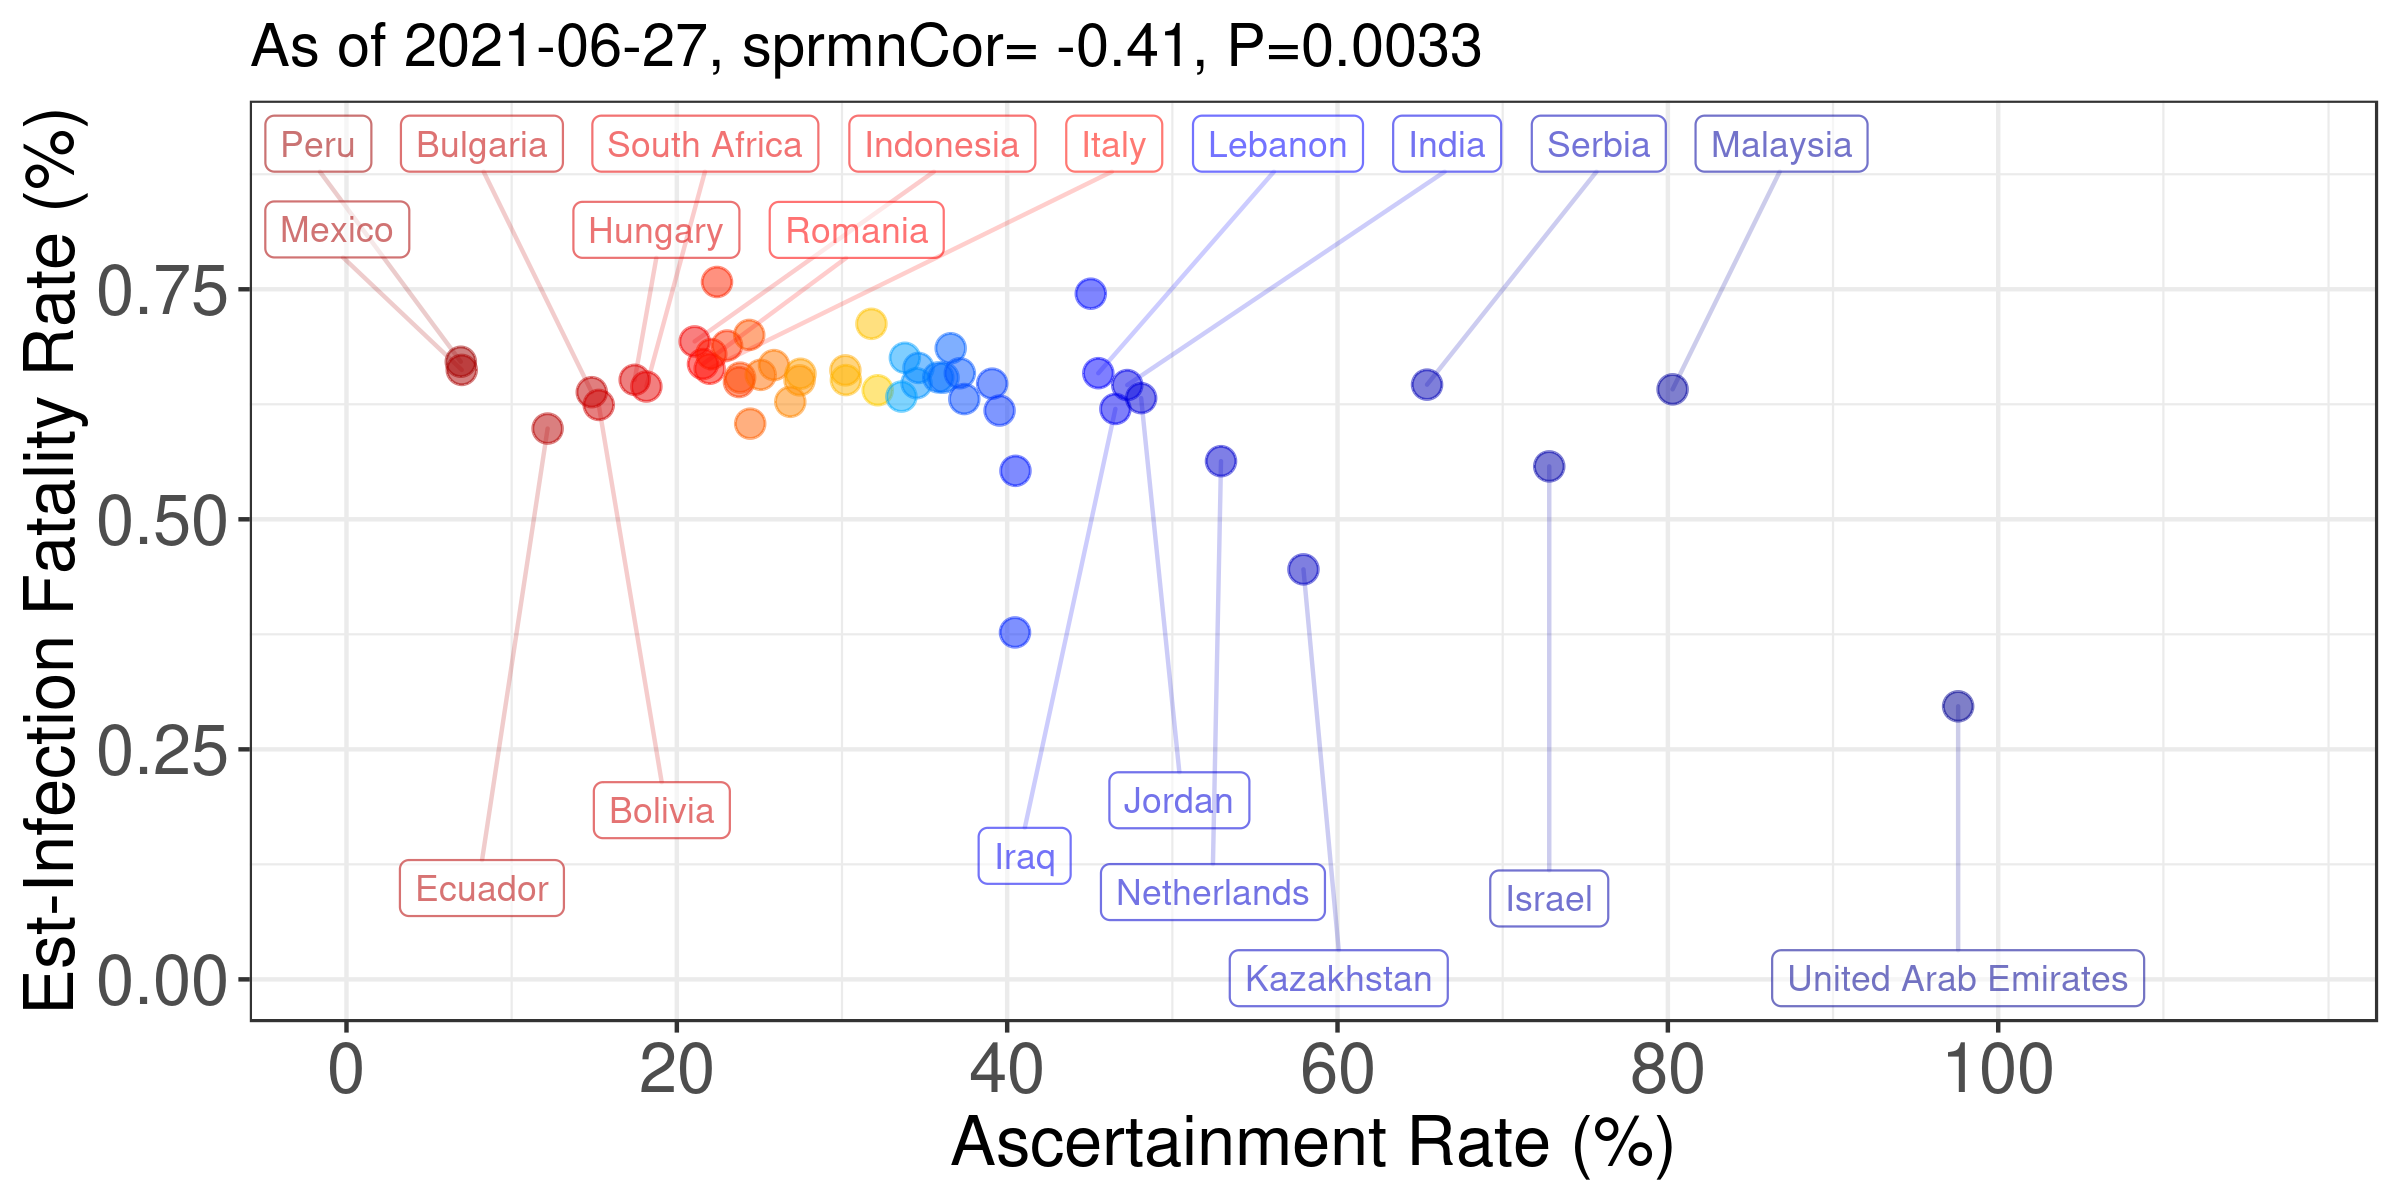 As of 2021-06-27, sprmnCor= -0.41, P=0.0033
Est-Infection Fatality Rate (%)
Peru
Bulgaria
South Africa
Indonesia
Italy
Lebanon
India
Serbia
Malaysia
Mexico
Hungary
Romania
0.75
0.50
0.25
0.00
Bolivia
Jordan
Iraq
Ecuador
Netherlands
Israel
Kazakhstan
United Arab Emirates
0
20
40
60
80
100
Ascertainment Rate (%)